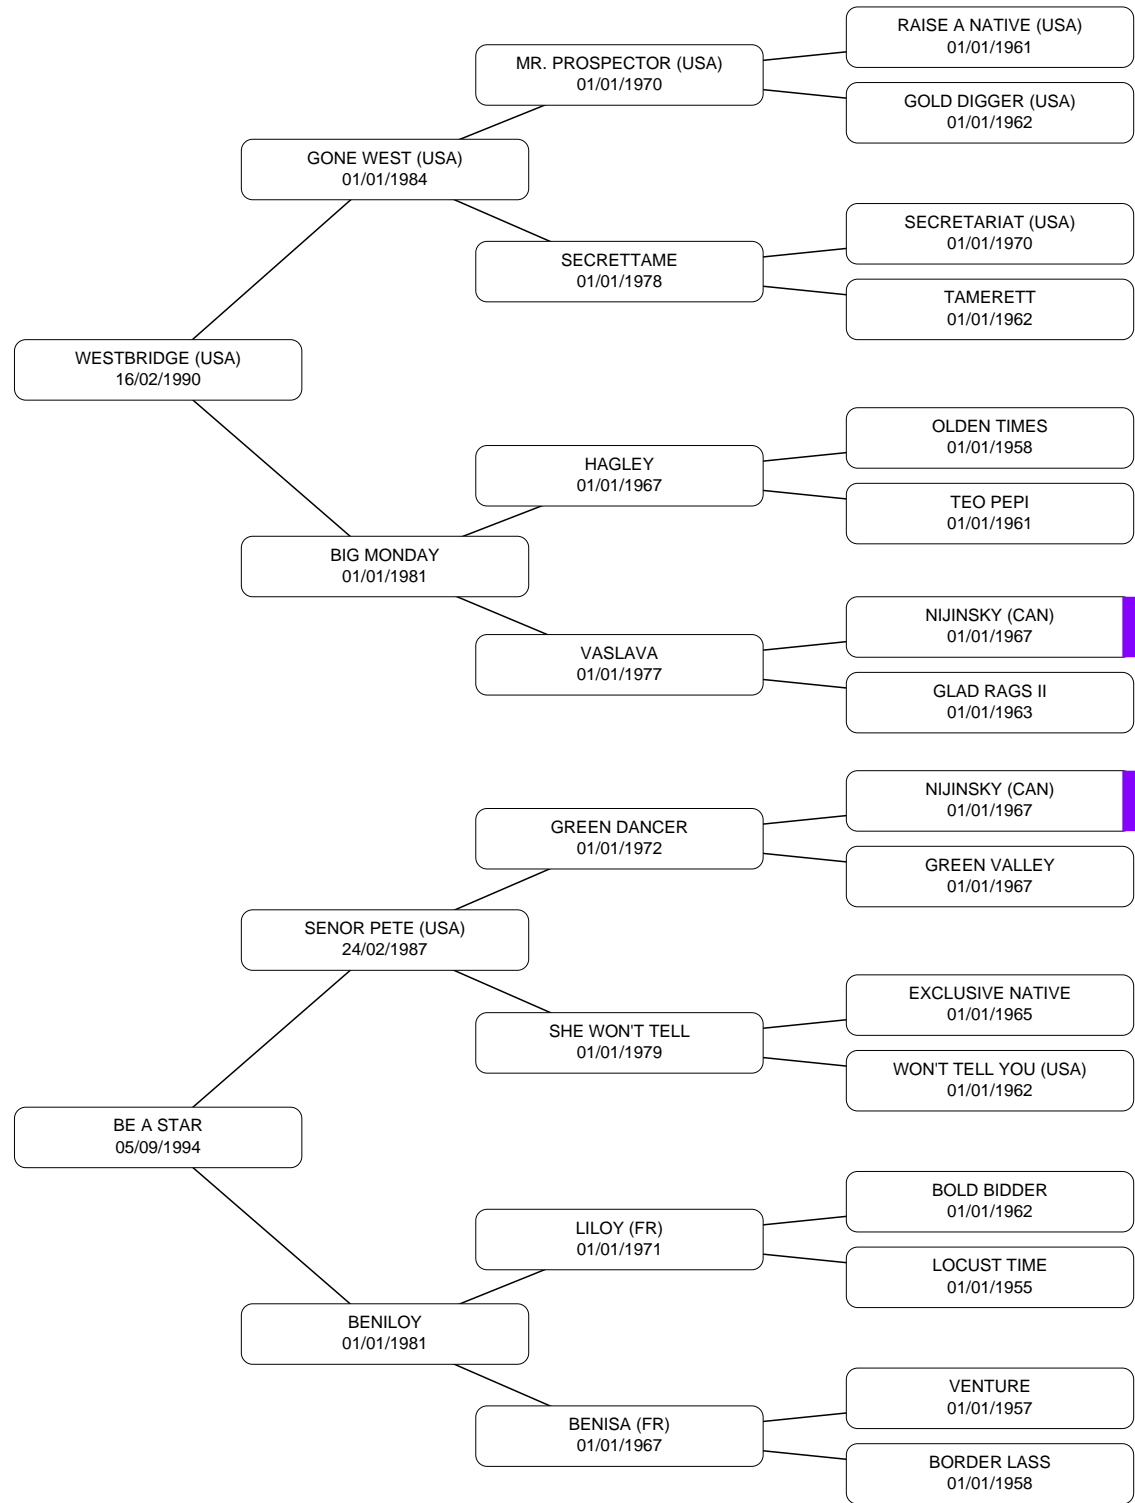 RAISE A NATIVE (USA)
01/01/1961
MR. PROSPECTOR (USA)
01/01/1970
GOLD DIGGER (USA)
01/01/1962
GONE WEST (USA)
01/01/1984
SECRETARIAT (USA)
01/01/1970
SECRETTAME
01/01/1978
TAMERETT
01/01/1962
WESTBRIDGE (USA)
16/02/1990
OLDEN TIMES
01/01/1958
HAGLEY
01/01/1967
TEO PEPI
01/01/1961
BIG MONDAY
01/01/1981
NIJINSKY (CAN)
01/01/1967
VASLAVA
01/01/1977
GLAD RAGS II
01/01/1963
NIJINSKY (CAN)
01/01/1967
GREEN DANCER
01/01/1972
GREEN VALLEY
01/01/1967
SENOR PETE (USA)
24/02/1987
EXCLUSIVE NATIVE
01/01/1965
SHE WON'T TELL
01/01/1979
WON'T TELL YOU (USA)
01/01/1962
BE A STAR
05/09/1994
BOLD BIDDER
01/01/1962
LILOY (FR)
01/01/1971
LOCUST TIME
01/01/1955
BENILOY
01/01/1981
VENTURE
01/01/1957
BENISA (FR)
01/01/1967
BORDER LASS
01/01/1958